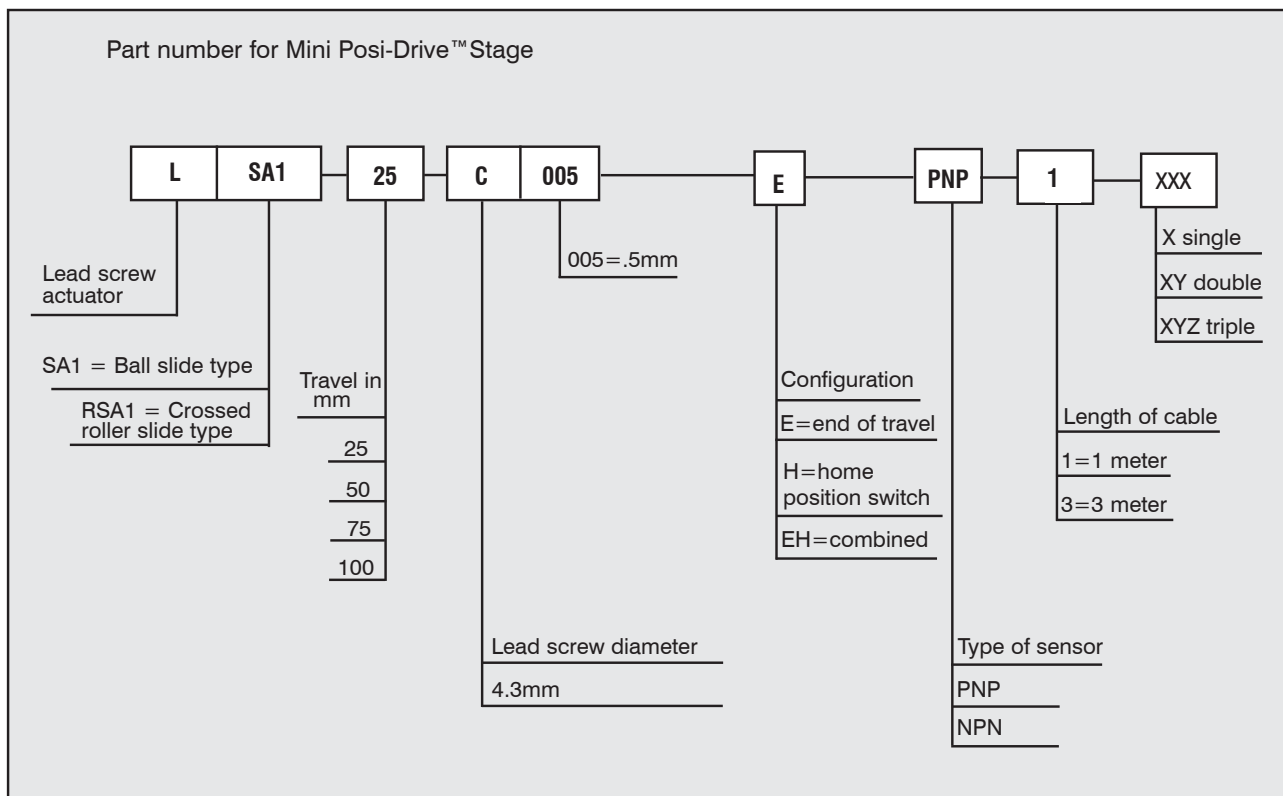 Part number for Mini Posi-Drive™Stage
L SA1 25 C 005 E PNP 1 XXX
Lead screw
actuator
SA1 = Ball slide type
RSA1 = Crossed
roller slide type
Travel in
mm
25
50
75
100
005=.5mm
Lead screw diameter
4.3mm
Configuration
E=end of travel
H=home
position switch
EH=combined
Type of sensor
PNP
NPN
Length of cable
1=1 meter
3=3 meter
X single
XY double
XYZ triple